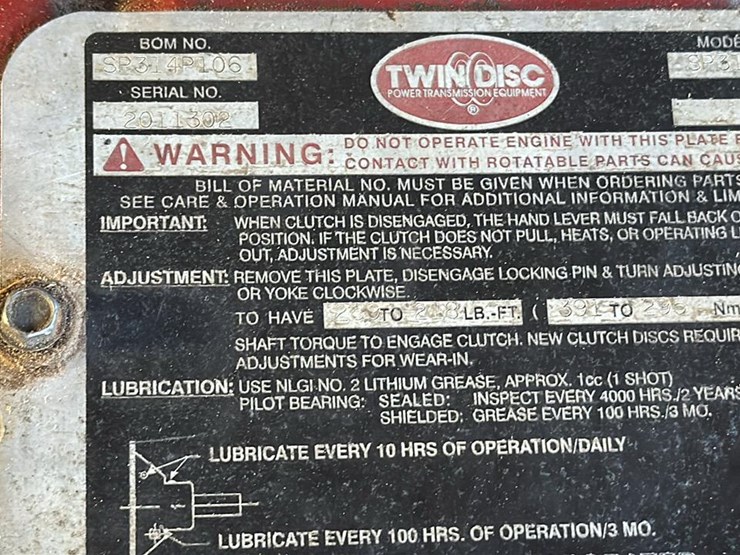 BOM NO.
SP314P106
SERIAL NO.
2011302
TWIN DISC
POWER TRANSMISSION EQUIPMENT
®
MODE
SP31
WARNING: DO NOT OPERATE ENGINE WITH THIS PLATE
CONTACT WITH ROTATABLE PARTS CAN CAUS
BILL OF MATERIAL NO. MUST BE GIVEN WHEN ORDERING PARTS
SEE CARE & OPERATION MANUAL FOR ADDITIONAL INFORMATION & LIM
IMPORTANT: WHEN CLUTCH IS DISENGAGED, THE HAND LEVER MUST FALL BACK
POSITION. IF THE CLUTCH DOES NOT PULL, HEATS, OR OPERATING L
OUT, ADJUSTMENT IS NECESSARY.
ADJUSTMENT: REMOVE THIS PLATE, DISENGAGE LOCKING PIN & TURN ADJUSTIN
OR YOKE CLOCKWISE.
TO HAVE TO LB.-FT. ( TO Nm
SHAFT TORQUE TO ENGAGE CLUTCH. NEW CLUTCH DISCS REQUIR
ADJUSTMENTS FOR WEAR-IN.
LUBRICATION: USE NLGI NO. 2 LITHIUM GREASE, APPROX. 1cc (1 SHOT)
PILOT BEARING: SEALED: INSPECT EVERY 4000 HRS./2 YEARS
SHIELDED: GREASE EVERY 100 HRS./3 MO.
LUBRICATE EVERY 10 HRS OF OPERATION/DAILY
LUBRICATE EVERY 100 HRS. OF OPERATION/3 MO.